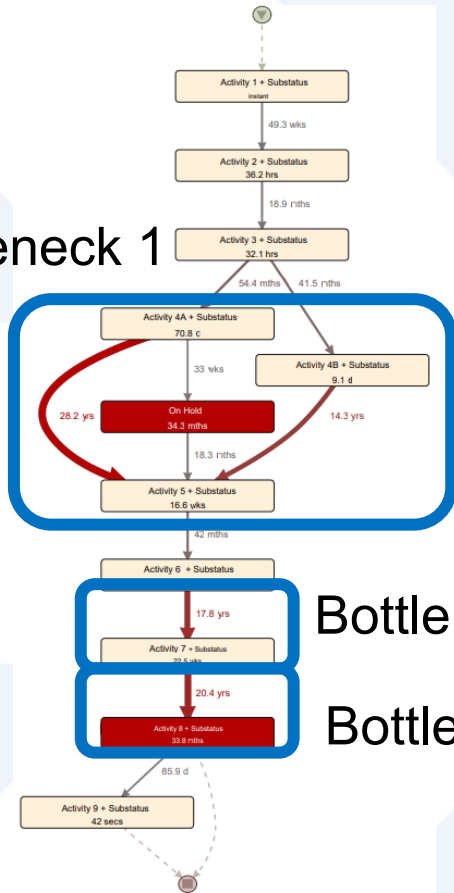 Activity 1 + Substatus
instant
49.3 wks
Activity 2 + Substatus
36.2 hrs
18.9 mths
eneck 1
Activity 3 + Substatus
32.1 hrs
54.4 mths
41.5 mths
Activity 4A + Substatus
70.8 d
33 wks
Activity 4B + Substatus
9.1 d
28.2 yrs
On Hold
34.3 mths
14.3 yrs
18.3 mths
Activity 5 + Substatus
16.6 wks
42 mths
Activity 6 + Substatus
17.8 yrs
Bottle
Activity 7 + Substatus
22.5 wks
20.4 yrs
Bottle
Activity 8 + Substatus
33.8 mths
85.9 d
Activity 9 + Substatus
42 secs